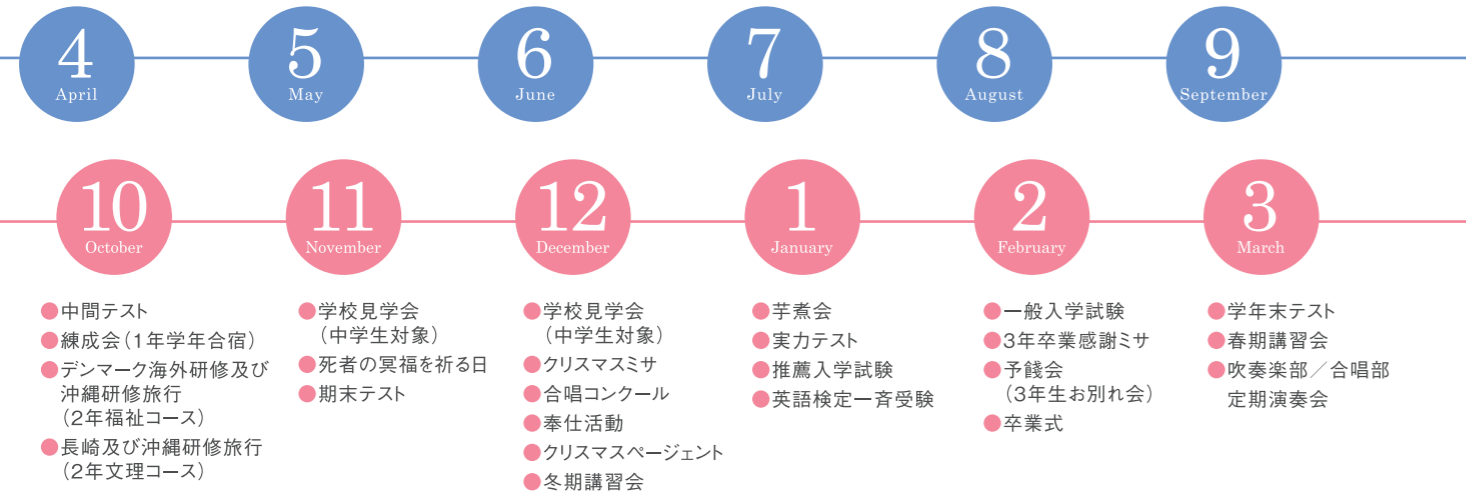 4
April
5
May
6
June
7
July
8
August
9
September
10
October
11
November
12
December
1
January
2
February
3
March
●中間テスト
●練成会(1年学年合宿)
●デンマーク海外研修及び
沖縄研修旅行
(2年福祉コース)
●長崎及び沖縄研修旅行
(2年文理コース)
●学校見学会
(中学生対象)
●死者の冥福を祈る日
●期末テスト
●学校見学会
(中学生対象)
●クリスマスミサ
●合唱コンクール
●奉仕活動
●クリスマスページェント
●冬期講習会
●芋煮会
●実力テスト
●推薦入学試験
●英語検定一斉受験
●一般入学試験
●3年卒業感謝ミサ
●予餞会
(3年生お別れ会)
●卒業式
●学年末テスト
●春期講習会
●吹奏楽部/合唱部
定期演奏会